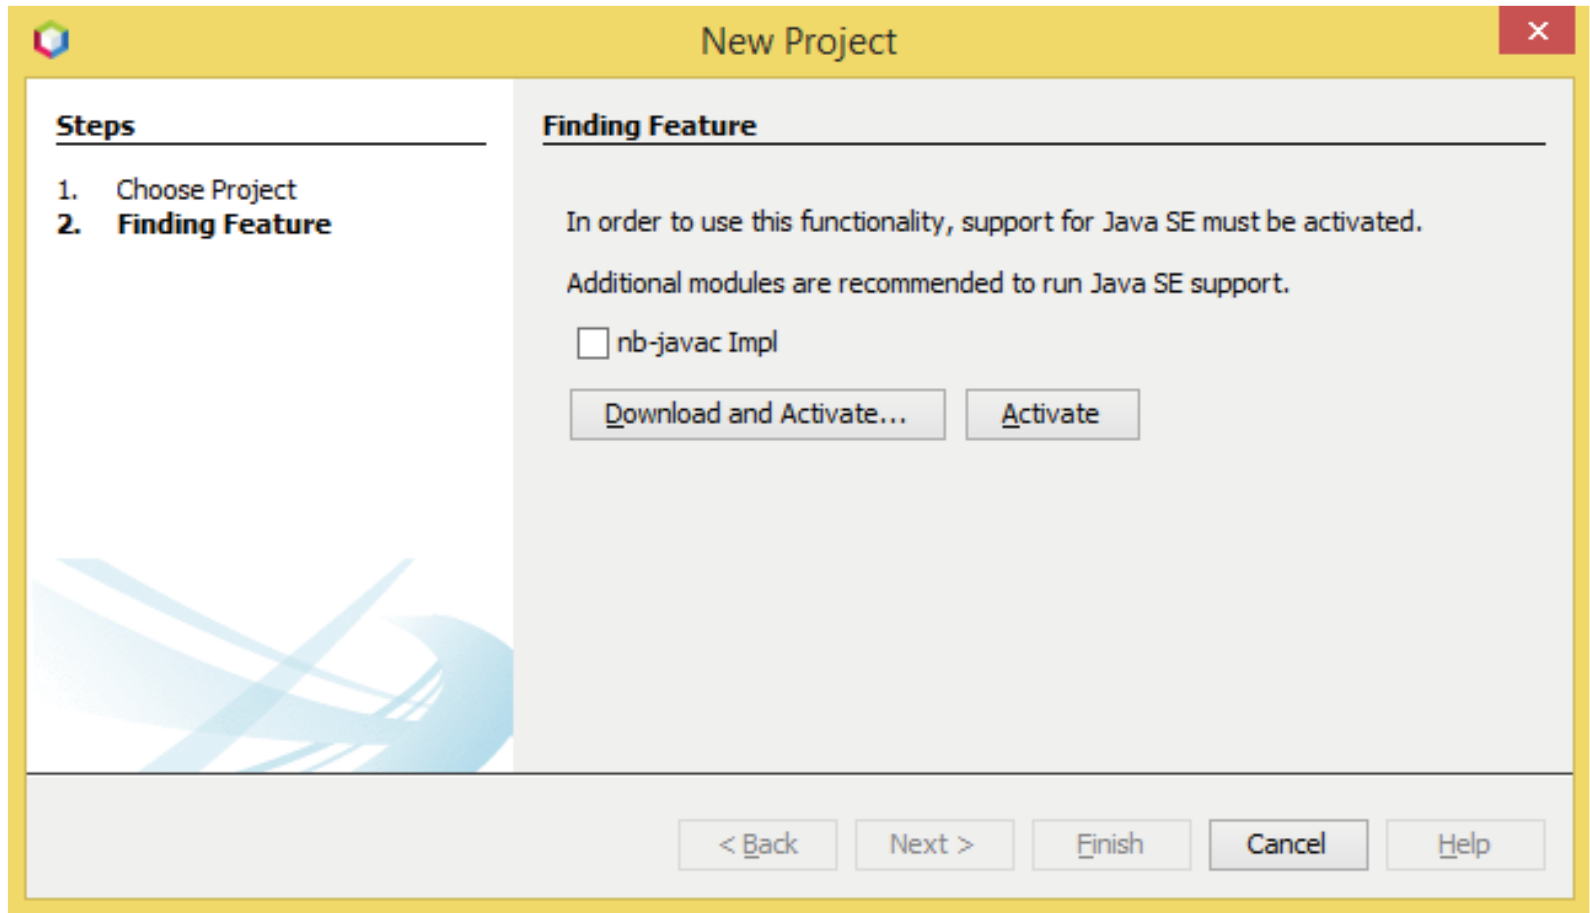 New Project
Steps
1. Choose Project
2. Finding Feature
Finding Feature
In order to use this functionality, support for Java SE must be activated.
Additional modules are recommended to run Java SE support.
nb-javac Impl
Download and Activate... Activate
< Back Next > Finish Cancel Help